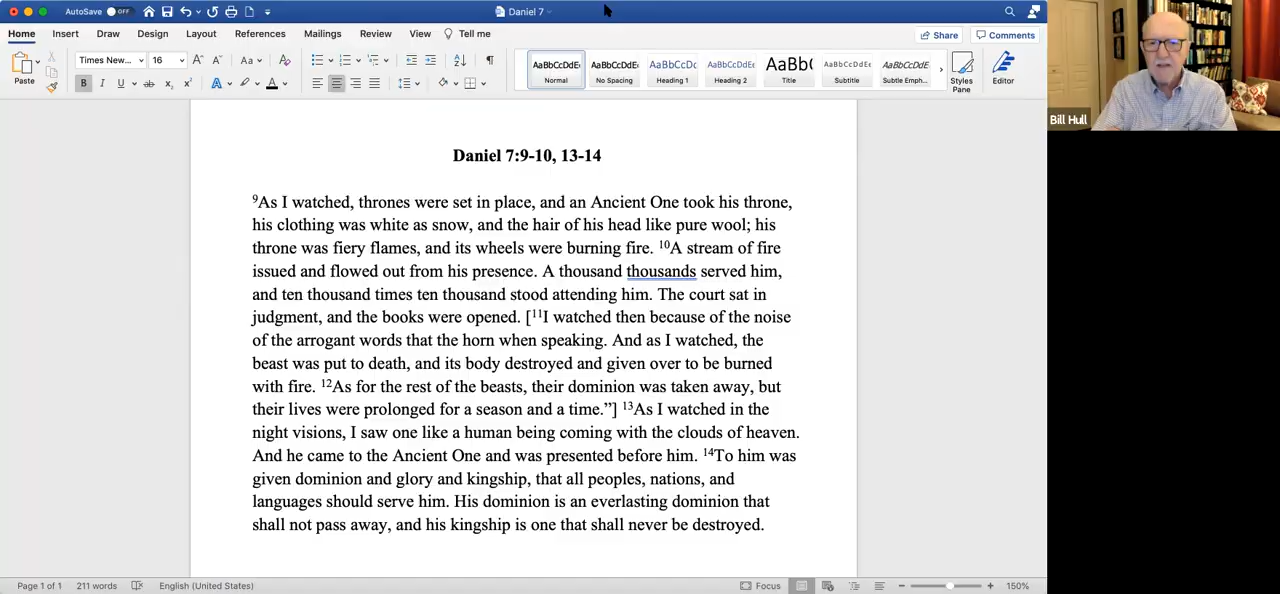 AutoSave OFF
Daniel 7
Home Insert Draw Design Layout References Mailings Review View Tell me
Share Comments
Paste
Times New... 16
Aa
B I U ab x₂ x² A A
AaBbCcDdE AaBbCcDdE AaBbCcDc AaBbCcDdE AaBb( AaBbCcDdE AaBbCcDdE
Normal No Spacing Heading 1 Heading 2 Title Subtitle Subtle Emph...
Styles Pane
Editor
Bill Hull
Daniel 7:9-10, 13-14
⁹As I watched, thrones were set in place, and an Ancient One took his throne,
his clothing was white as snow, and the hair of his head like pure wool; his
throne was fiery flames, and its wheels were burning fire. ¹⁰A stream of fire
issued and flowed out from his presence. A thousand thousands served him,
and ten thousand times ten thousand stood attending him. The court sat in
judgment, and the books were opened. [¹¹I watched then because of the noise
of the arrogant words that the horn when speaking. And as I watched, the
beast was put to death, and its body destroyed and given over to be burned
with fire. ¹²As for the rest of the beasts, their dominion was taken away, but
their lives were prolonged for a season and a time.”] ¹³As I watched in the
night visions, I saw one like a human being coming with the clouds of heaven.
And he came to the Ancient One and was presented before him. ¹⁴To him was
given dominion and glory and kingship, that all peoples, nations, and
languages should serve him. His dominion is an everlasting dominion that
shall not pass away, and his kingship is one that shall never be destroyed.
Page 1 of 1 211 words English (United States) Focus 150%